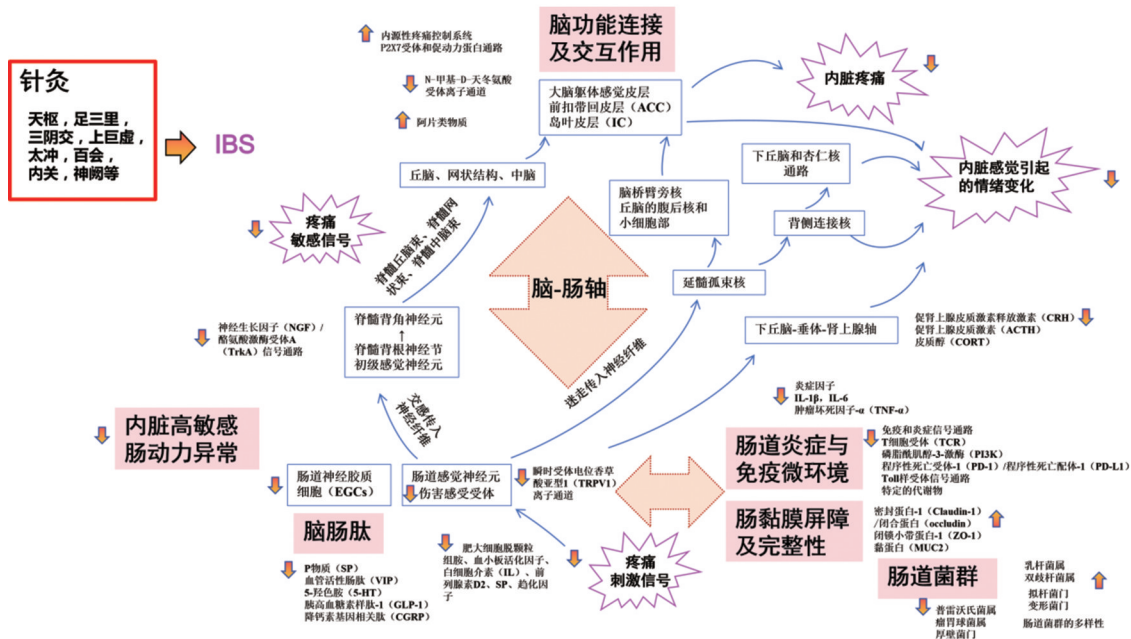 针灸
天枢，足三里，
三阴交，上巨虚，
太冲，百会，
内关，神阙等
IBS
内源性疼痛控制系统
P2X7受体和促动力蛋白通路
N-甲基-D-天冬氨酸
受体离子通道
阿片类物质
脑功能连接
及交互作用
大脑躯体感觉皮层
前扣带回皮层（ACC）
岛叶皮层（IC）
内脏疼痛
内脏感觉引起
的情绪变化
丘脑、网状结构、中脑
脑桥臂旁核
丘脑的腹后核和
小细胞部
下丘脑和杏仁核
通路
背侧连接核
延髓孤束核
疼痛
敏感信号
脊髓丘脑束、脊髓网
状束、脊髓中脑束
脑-肠轴
神经生长因子（NGF）/
酪氨酸激酶受体A
（TrkA）信号通路
脊髓背角神经元
↑
脊髓背根神经节
初级感觉神经元
下丘脑-垂体-肾上腺轴
促肾上腺皮质激素释放激素（CRH）
促肾上腺皮质激素（ACTH）
皮质醇（CORT）
交感传入
神经纤维
迷走传入神经纤维
内脏高敏感
肠动力异常
肠道神经胶质
细胞（EGCs）
肠道感觉神经元
伤害感受受体
瞬时受体电位香草
酸亚型1（TRPV1）
离子通道
炎症因子
IL-1β，IL-6
肿瘤坏死因子-α（TNF-α）
肠道炎症与
免疫微环境
免疫和炎症信号通路
T细胞受体（TCR）
磷脂酰肌醇-3-激酶（PI3K）
程序性死亡受体-1（PD-1）/程序性死亡配体-1（PD-L1）
Toll样受体信号通路
特定的代谢物
肠黏膜屏障
及完整性
密封蛋白-1（Claudin-1）
/闭合蛋白（occludin）
闭锁小带蛋白-1（ZO-1）
黏蛋白（MUC2）
脑肠肽
P物质（SP）
血管活性肠肽（VIP）
5-羟色胺（5-HT）
胰高血糖素样肽-1（GLP-1）
降钙素基因相关肽（CGRP）
肥大细胞脱颗粒
组胺、血小板活化因子、
白细胞介素（IL）、前
列腺素D2、SP、趋化因
子
疼痛
刺激信号
肠道菌群
普雷沃氏菌属
瘤胃球菌属
厚壁菌门
乳杆菌属
双歧杆菌属
拟杆菌门
变形菌门
肠道菌群的多样性